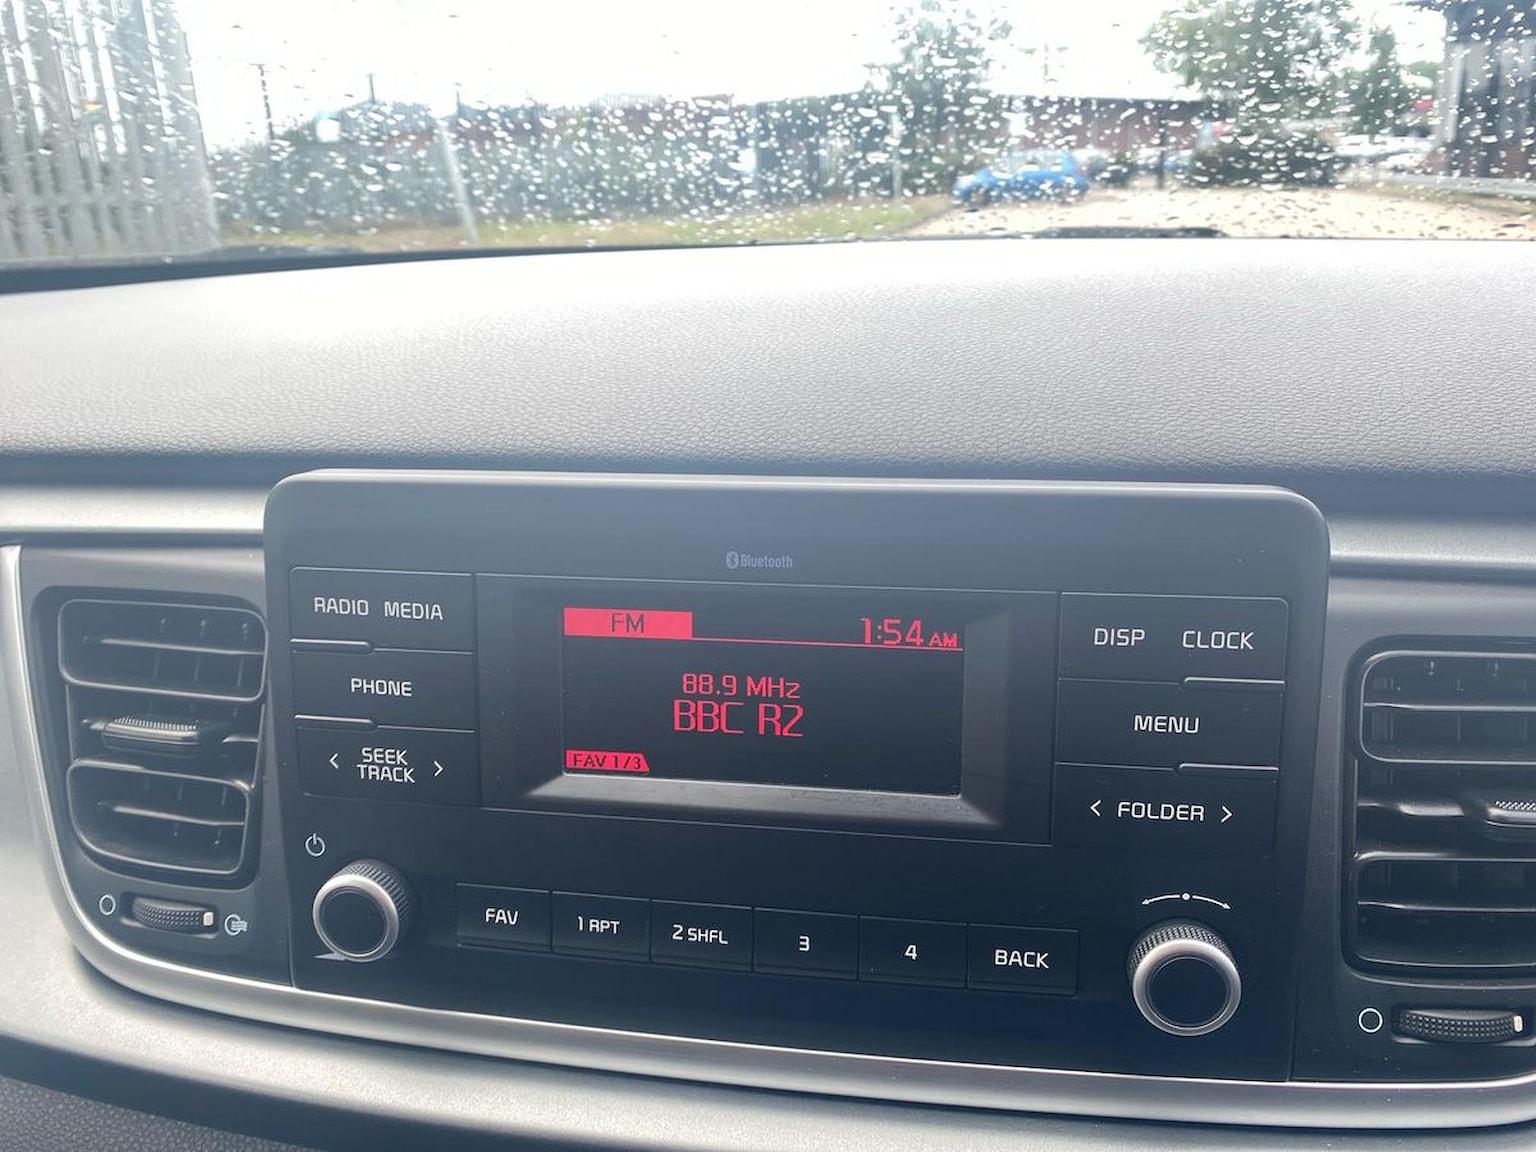 Bluetooth
RADIO MEDIA
PHONE
< SEEK >
TRACK
FM
1:54 AM
88.9 MHz
BBC R2
FAV 1/3
DISP CLOCK
MENU
< FOLDER >
FAV
1 RPT
2 SHFL
3
4
BACK